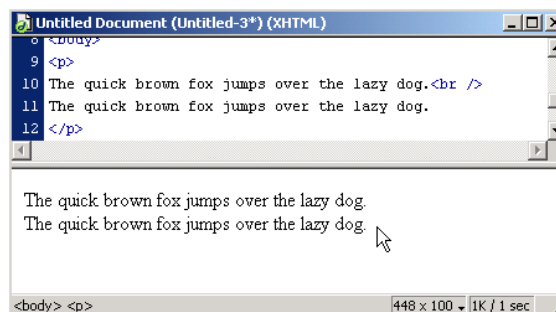 Untitled Document (Untitled-3*) (XHTML)
8 <body>
9 <p>
10 The quick brown fox jumps over the lazy dog.<br />
11 The quick brown fox jumps over the lazy dog.
12 </p>
The quick brown fox jumps over the lazy dog.
The quick brown fox jumps over the lazy dog.
<body> <p> 448 x 100 1K / 1 sec